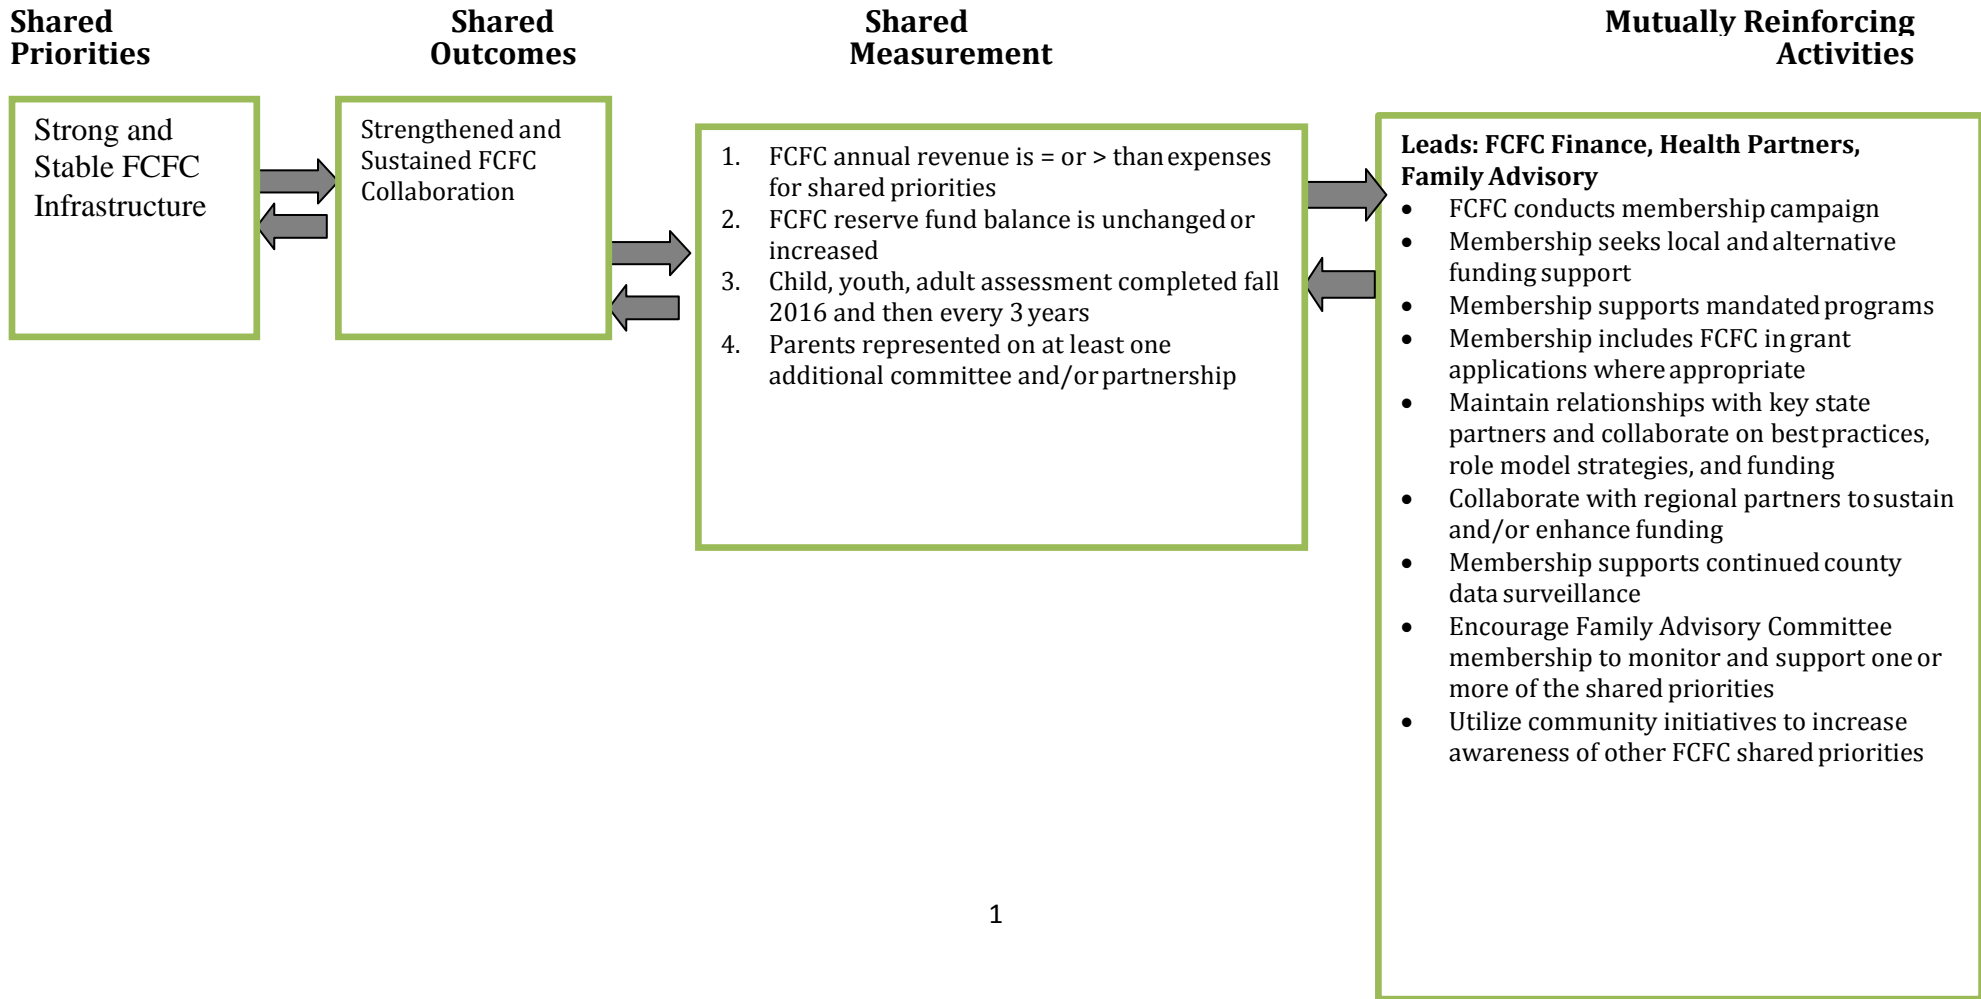 Shared
Priorities
Shared
Outcomes
Shared
Measurement
Mutually Reinforcing
Activities
Strong and
Stable FCFC
Infrastructure
Strengthened and
Sustained FCFC
Collaboration
1. FCFC annual revenue is = or > than expenses
for shared priorities
2. FCFC reserve fund balance is unchanged or
increased
3. Child, youth, adult assessment completed fall
2016 and then every 3 years
4. Parents represented on at least one
additional committee and/or partnership
Leads: FCFC Finance, Health Partners,
Family Advisory
• FCFC conducts membership campaign
• Membership seeks local and alternative
funding support
• Membership supports mandated programs
• Membership includes FCFC in grant
applications where appropriate
• Maintain relationships with key state
partners and collaborate on best practices,
role model strategies, and funding
• Collaborate with regional partners to sustain
and/or enhance funding
• Membership supports continued county
data surveillance
• Encourage Family Advisory Committee
membership to monitor and support one or
more of the shared priorities
• Utilize community initiatives to increase
awareness of other FCFC shared priorities
1